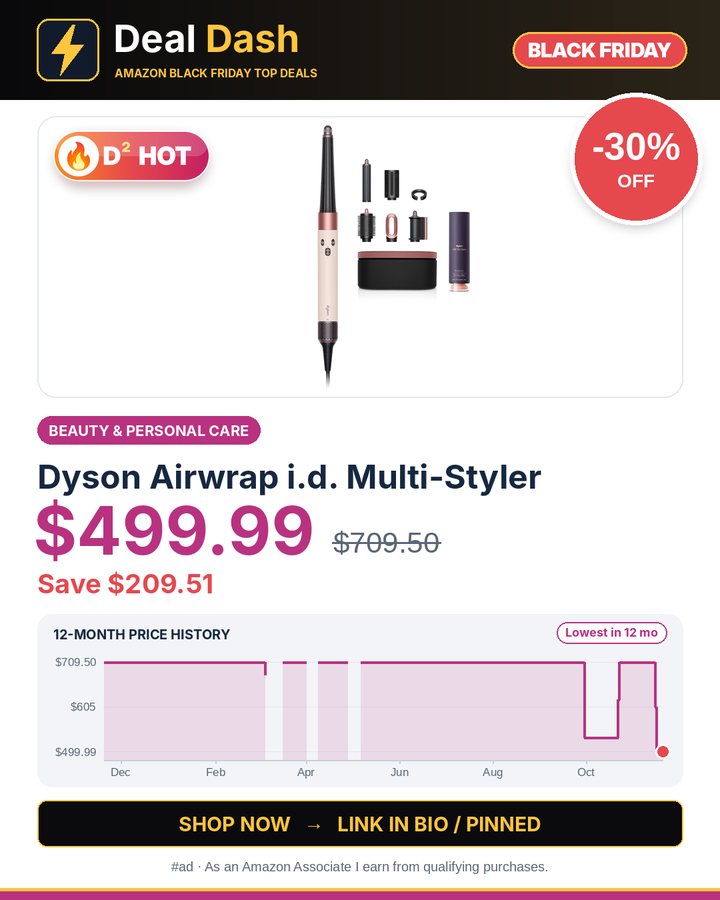 Deal Dash
AMAZON BLACK FRIDAY TOP DEALS
BLACK FRIDAY
D² HOT
-30%
OFF
BEAUTY & PERSONAL CARE
Dyson Airwrap i.d. Multi-Styler
$499.99 $709.50
Save $209.51
12-MONTH PRICE HISTORY
Lowest in 12 mo
$709.50
$605
$499.99
Dec Feb Apr Jun Aug Oct
SHOP NOW → LINK IN BIO / PINNED
#ad · As an Amazon Associate I earn from qualifying purchases.